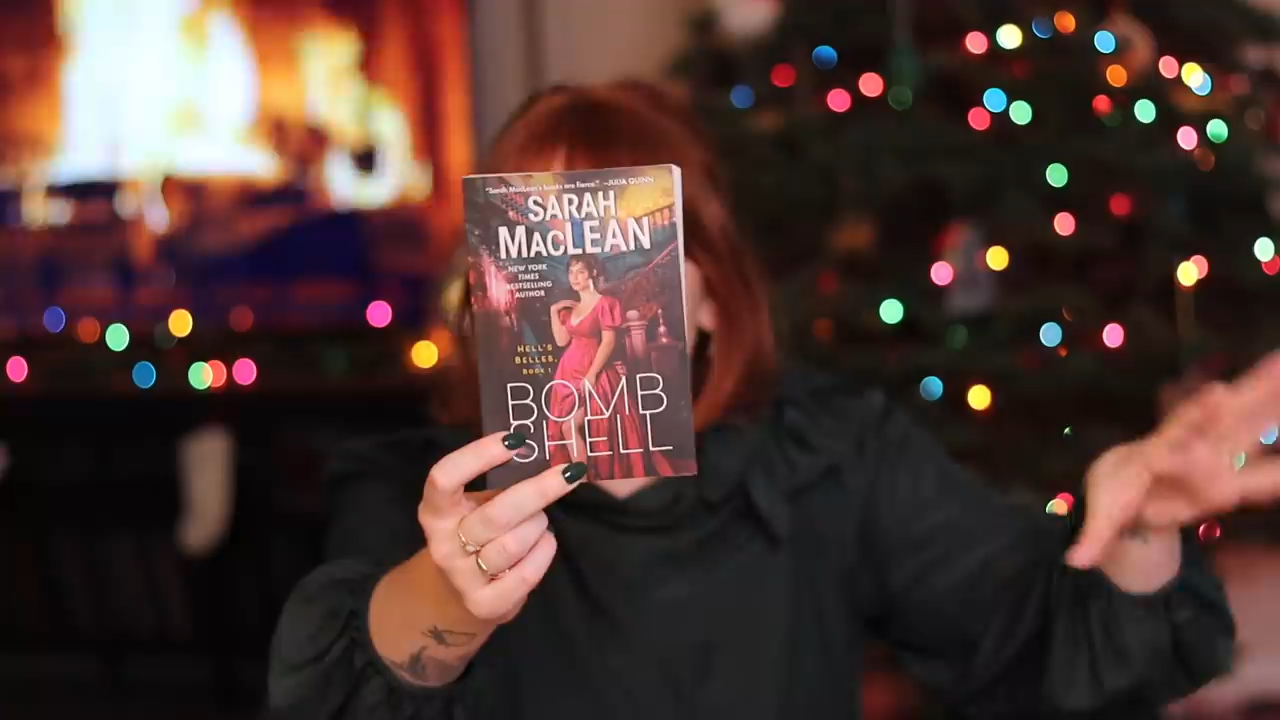 "Sarah MacLean's books are fierce." —JULIA QUINN
SARAH
MACLEAN
NEW YORK
TIMES
BESTSELLING
AUTHOR
HELL'S
BELLES,
BOOK 1
BOMB
SHELL